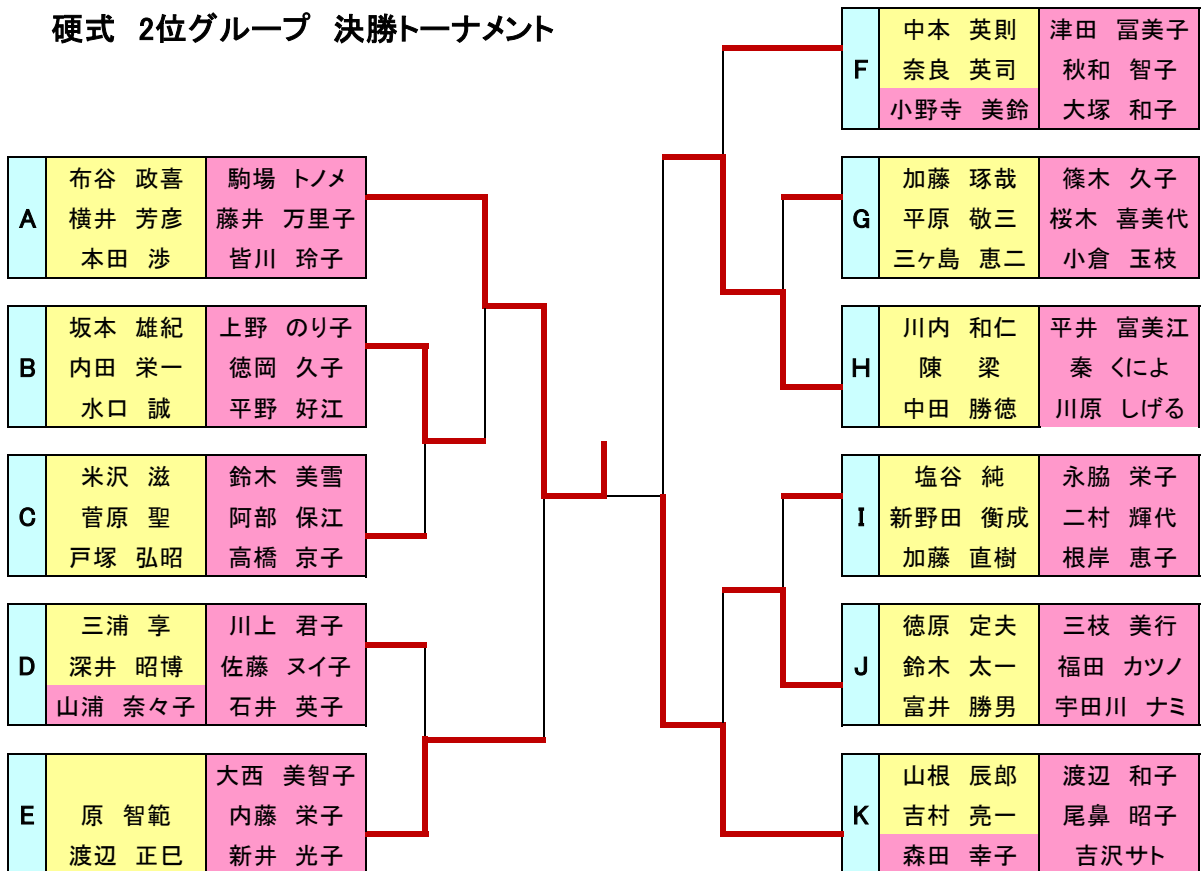 硬式 2位グループ 決勝トーナメント
A
布谷 政喜 駒場 トノメ
横井 芳彦 藤井 万里子
本田 渉 皆川 玲子
B
坂本 雄紀 上野 のり子
内田 栄一 徳岡 久子
水口 誠 平野 好江
C
米沢 滋 鈴木 美雪
菅原 聖 阿部 保江
戸塚 弘昭 高橋 京子
D
三浦 享 川上 君子
深井 昭博 佐藤 ヌイ子
山浦 奈々子 石井 英子
E
大西 美智子
原 智範 内藤 栄子
渡辺 正巳 新井 光子
F
中本 英則 津田 冨美子
奈良 英司 秋和 智子
小野寺 美鈴 大塚 和子
G
加藤 琢哉 篠木 久子
平原 敬三 桜木 喜美代
三ヶ島 恵二 小倉 玉枝
H
川内 和仁 平井 富美江
陳 梁 秦 くによ
中田 勝徳 川原 しげる
I
塩谷 純 永脇 栄子
新野田 衡成 二村 輝代
加藤 直樹 根岸 恵子
J
徳原 定夫 三枝 美行
鈴木 太一 福田 カツノ
富井 勝男 宇田川 ナミ
K
山根 辰郎 渡辺 和子
吉村 亮一 尾鼻 昭子
森田 幸子 吉沢サト